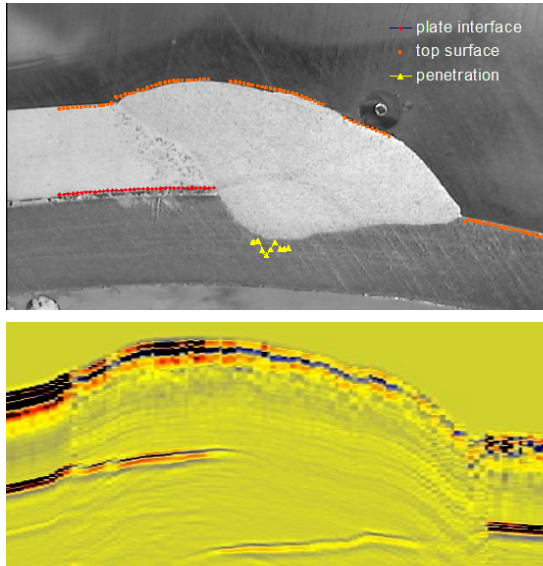 plate interface
top surface
penetration